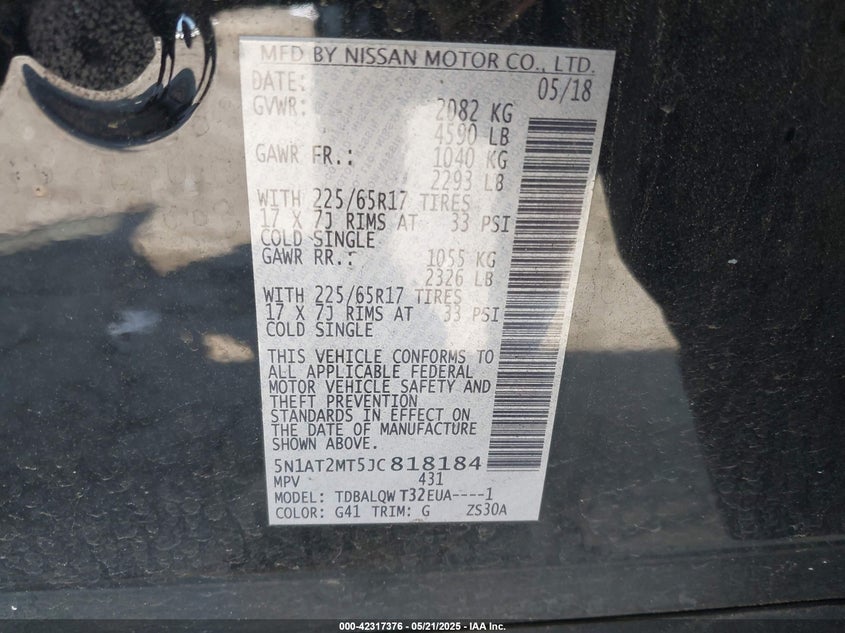 MFD BY NISSAN MOTOR CO., LTD.
DATE: 05/18
GVWR: 2082 KG
4590 LB
GAWR FR.: 1040 KG
2293 LB
WITH 225/65R17 TIRES
17 X 7J RIMS AT 33 PSI
COLD SINGLE
GAWR RR.: 1055 KG
2326 LB
WITH 225/65R17 TIRES
17 X 7J RIMS AT 33 PSI
COLD SINGLE
THIS VEHICLE CONFORMS TO
ALL APPLICABLE FEDERAL
MOTOR VEHICLE SAFETY AND
THEFT PREVENTION
STANDARDS IN EFFECT ON
THE DATE OF MANUFACTURE
SHOWN ABOVE.
5N1AT2MT5JC818184
MPV 431
MODEL: TDBALQW T32EUA----1
COLOR: G41 TRIM: G ZS30A
000-42317376 - 05/21/2025 - IAA Inc.